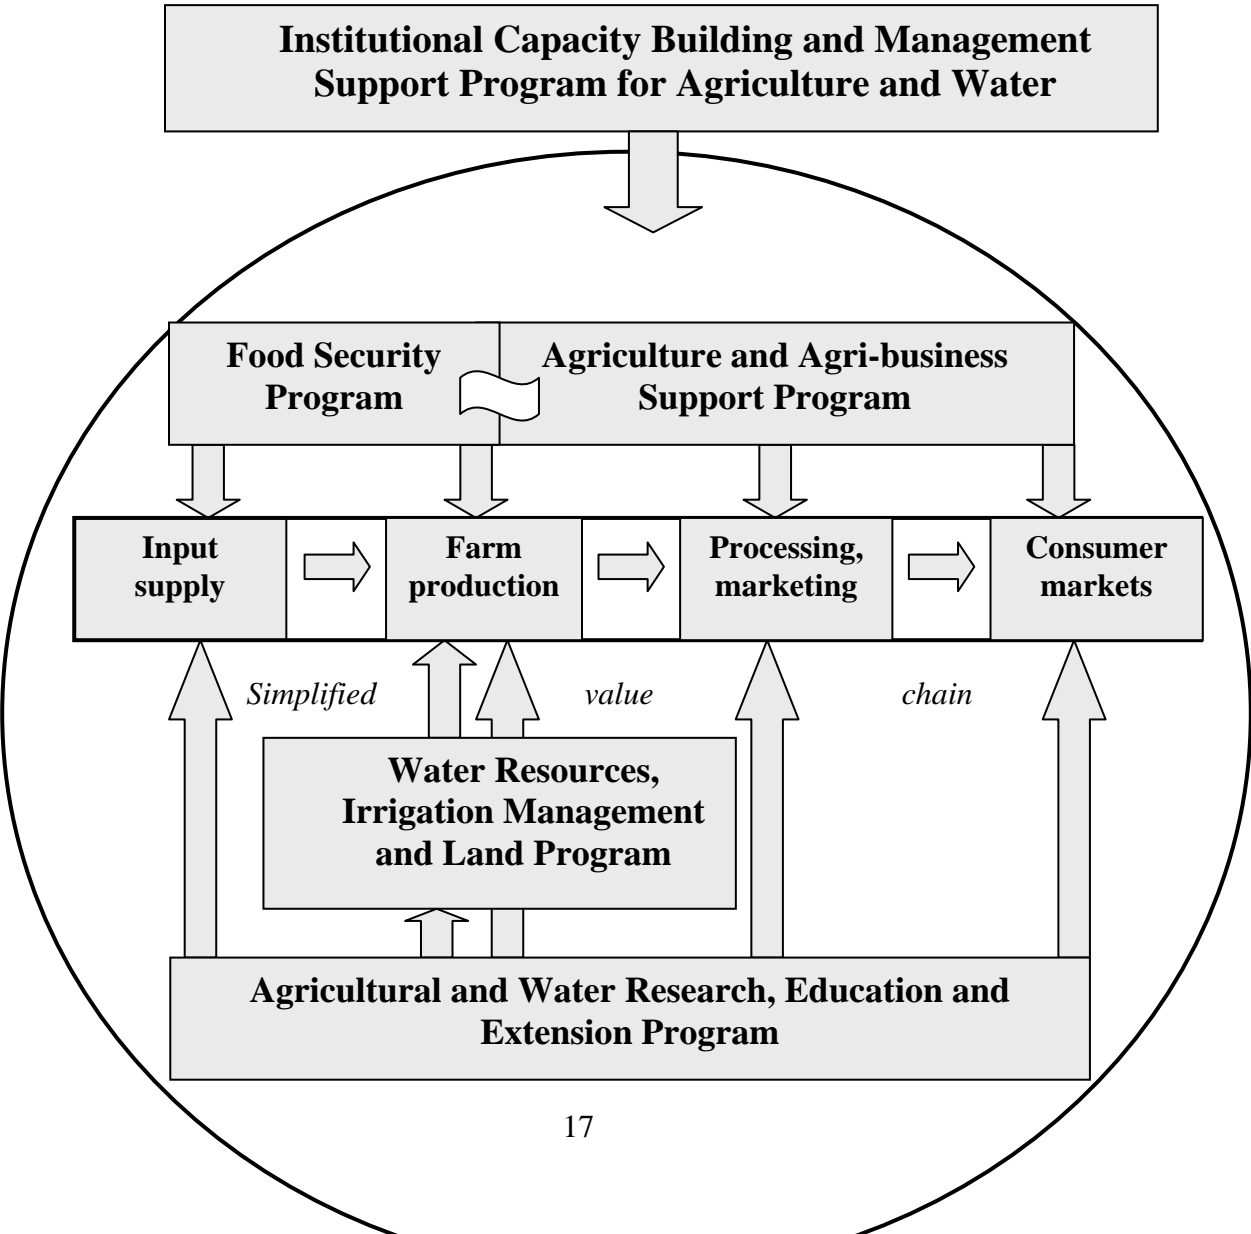 Institutional Capacity Building and Management
Support Program for Agriculture and Water
Food Security
Program
Agriculture and Agri-business
Support Program
Input
supply
Farm
production
Processing,
marketing
Consumer
markets
Simplified value chain
Water Resources,
Irrigation Management
and Land Program
Agricultural and Water Research, Education and
Extension Program
17